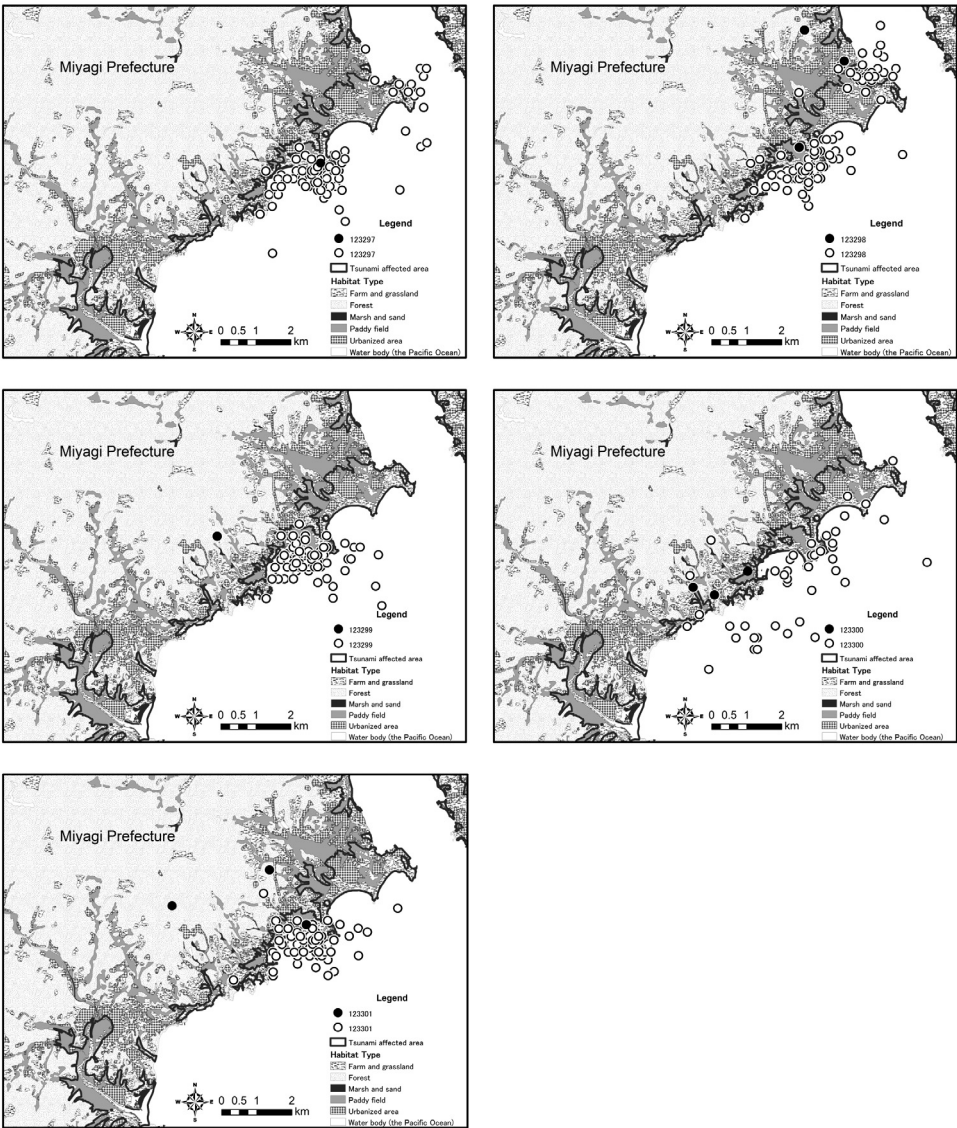 Miyagi Prefecture
Legend
123297
123297
Tsunami affected area
Habitat Type
Farm and grassland
Forest
Marsh and sand
Paddy field
Urbanized area
Water body (the Pacific Ocean)
N
W E
S
0 0.5 1 2
km
Miyagi Prefecture
Legend
123298
123298
Tsunami affected area
Habitat Type
Farm and grassland
Forest
Marsh and sand
Paddy field
Urbanized area
Water body (the Pacific Ocean)
N
W E
S
0 0.5 1 2
km
Miyagi Prefecture
Legend
123299
123299
Tsunami affected area
Habitat Type
Farm and grassland
Forest
Marsh and sand
Paddy field
Urbanized area
Water body (the Pacific Ocean)
N
W E
S
0 0.5 1 2
km
Miyagi Prefecture
Legend
123300
123300
Tsunami affected area
Habitat Type
Farm and grassland
Forest
Marsh and sand
Paddy field
Urbanized area
Water body (the Pacific Ocean)
N
W E
S
0 0.5 1 2
km
Miyagi Prefecture
Legend
123301
123301
Tsunami affected area
Habitat Type
Farm and grassland
Forest
Marsh and sand
Paddy field
Urbanized area
Water body (the Pacific Ocean)
N
W E
S
0 0.5 1 2
km